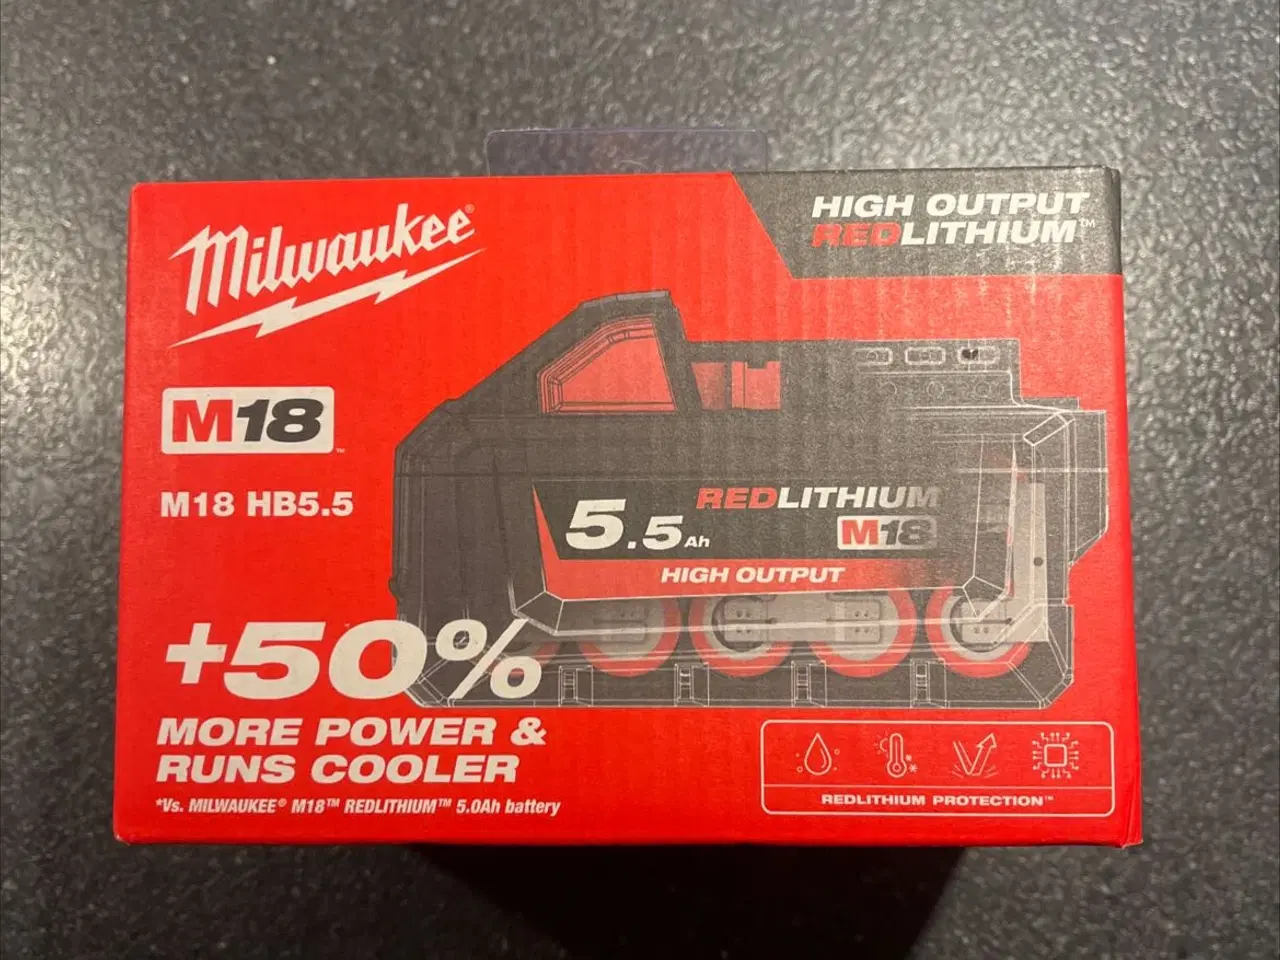 Milwaukee®
HIGH OUTPUT
REDLITHIUM™
M18™
M18 HB5.5
5.5Ah
REDLITHIUM
M18
HIGH OUTPUT
+50%
MORE POWER &
RUNS COOLER
*Vs. MILWAUKEE® M18™ REDLITHIUM™ 5.0Ah battery
REDLITHIUM PROTECTION™